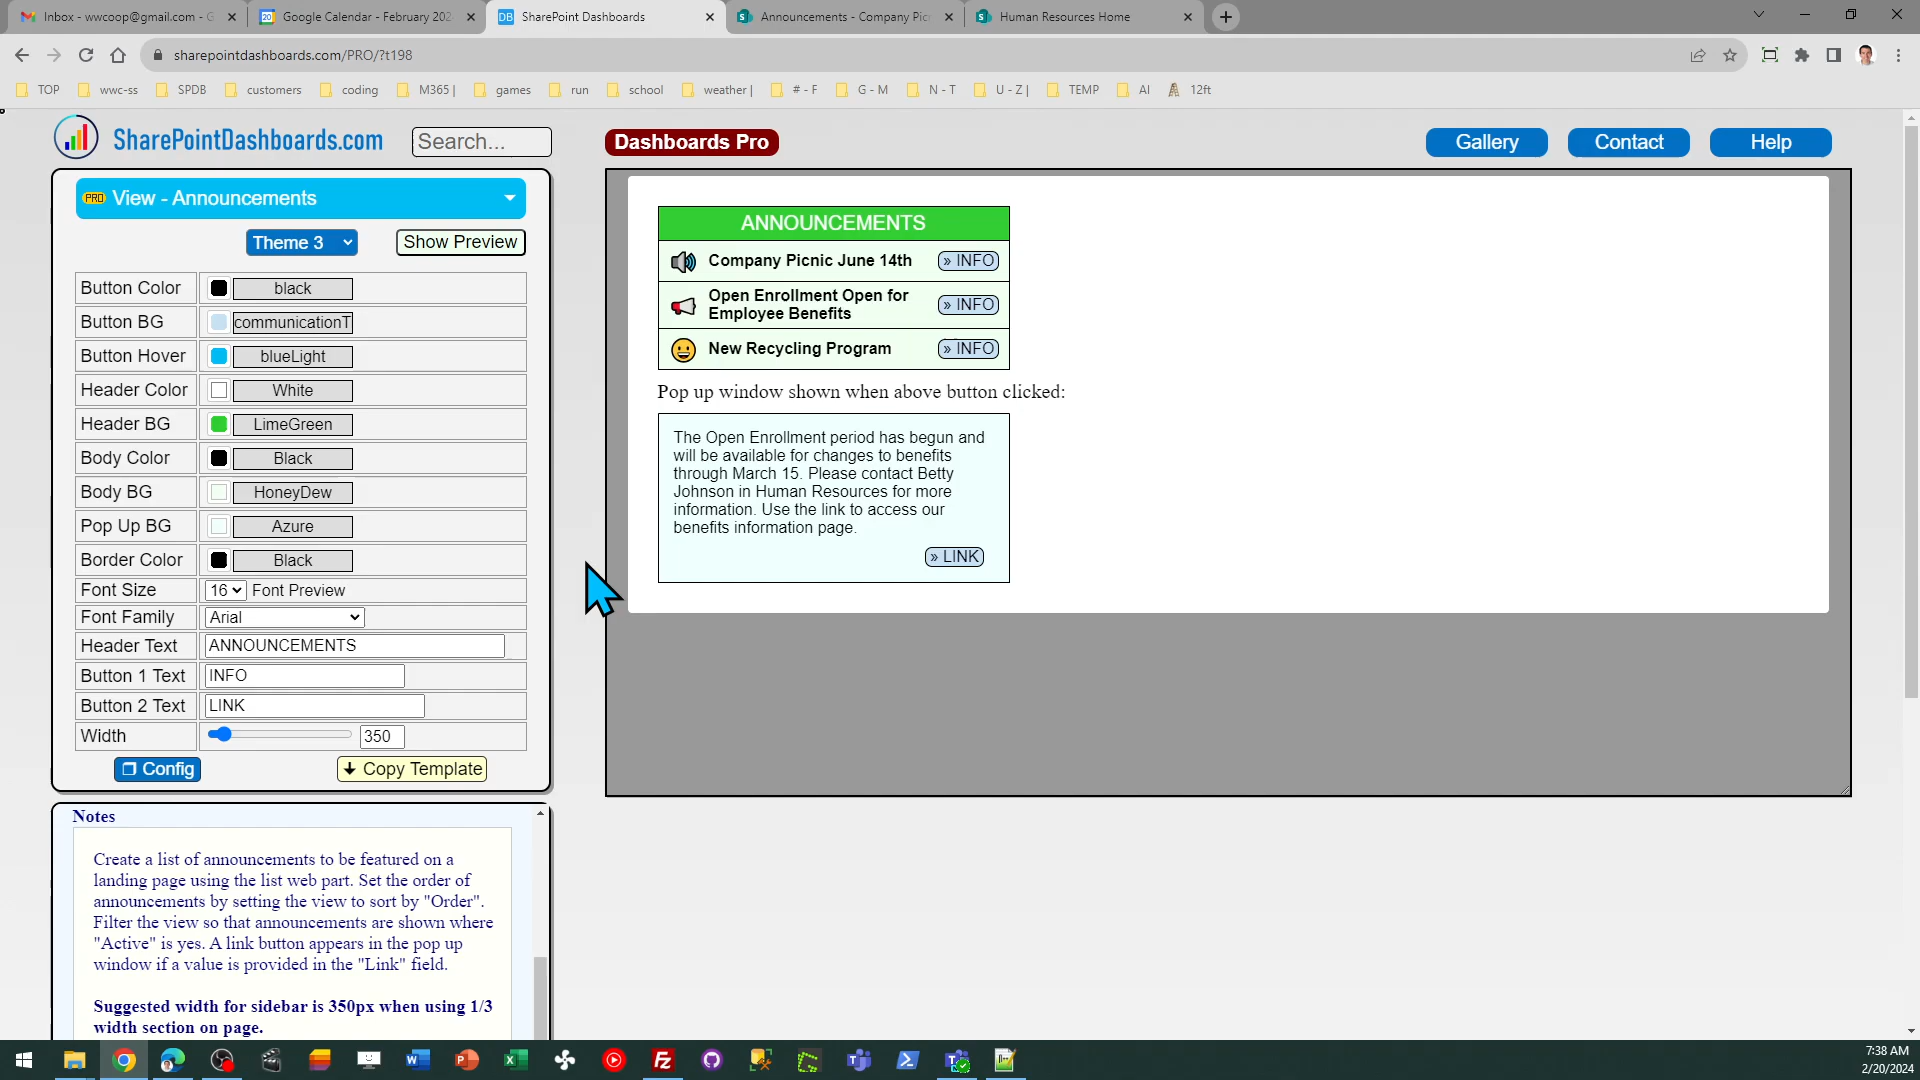 Inbox - wwcoop@gmail.com - G
Google Calendar - February 202
SharePoint Dashboards
Announcements - Company Pic
Human Resources Home
sharepointdashboards.com/PRO/?t198
TOP
wwc-ss
SPDB
customers
coding
M365 |
games
run
school
weather |
# - F
G - M
N - T
U - Z |
TEMP
AI
12ft
SharePointDashboards.com
Search...
Dashboards Pro
Gallery
Contact
Help
PRO View - Announcements
Theme 3
Show Preview
Button Color black
Button BG communicationT
Button Hover blueLight
Header Color White
Header BG LimeGreen
Body Color Black
Body BG HoneyDew
Pop Up BG Azure
Border Color Black
Font Size 16 Font Preview
Font Family Arial
Header Text ANNOUNCEMENTS
Button 1 Text INFO
Button 2 Text LINK
Width 350
Config
Copy Template
ANNOUNCEMENTS
Company Picnic June 14th » INFO
Open Enrollment Open for
Employee Benefits
» INFO
New Recycling Program » INFO
Pop up window shown when above button clicked:
The Open Enrollment period has begun and
will be available for changes to benefits
through March 15. Please contact Betty
Johnson in Human Resources for more
information. Use the link to access our
benefits information page.
» LINK
Notes
Create a list of announcements to be featured on a
landing page using the list web part. Set the order of
announcements by setting the view to sort by "Order".
Filter the view so that announcements are shown where
"Active" is yes. A link button appears in the pop up
window if a value is provided in the "Link" field.
Suggested width for sidebar is 350px when using 1/3
width section on page.
7:38 AM
2/20/2024